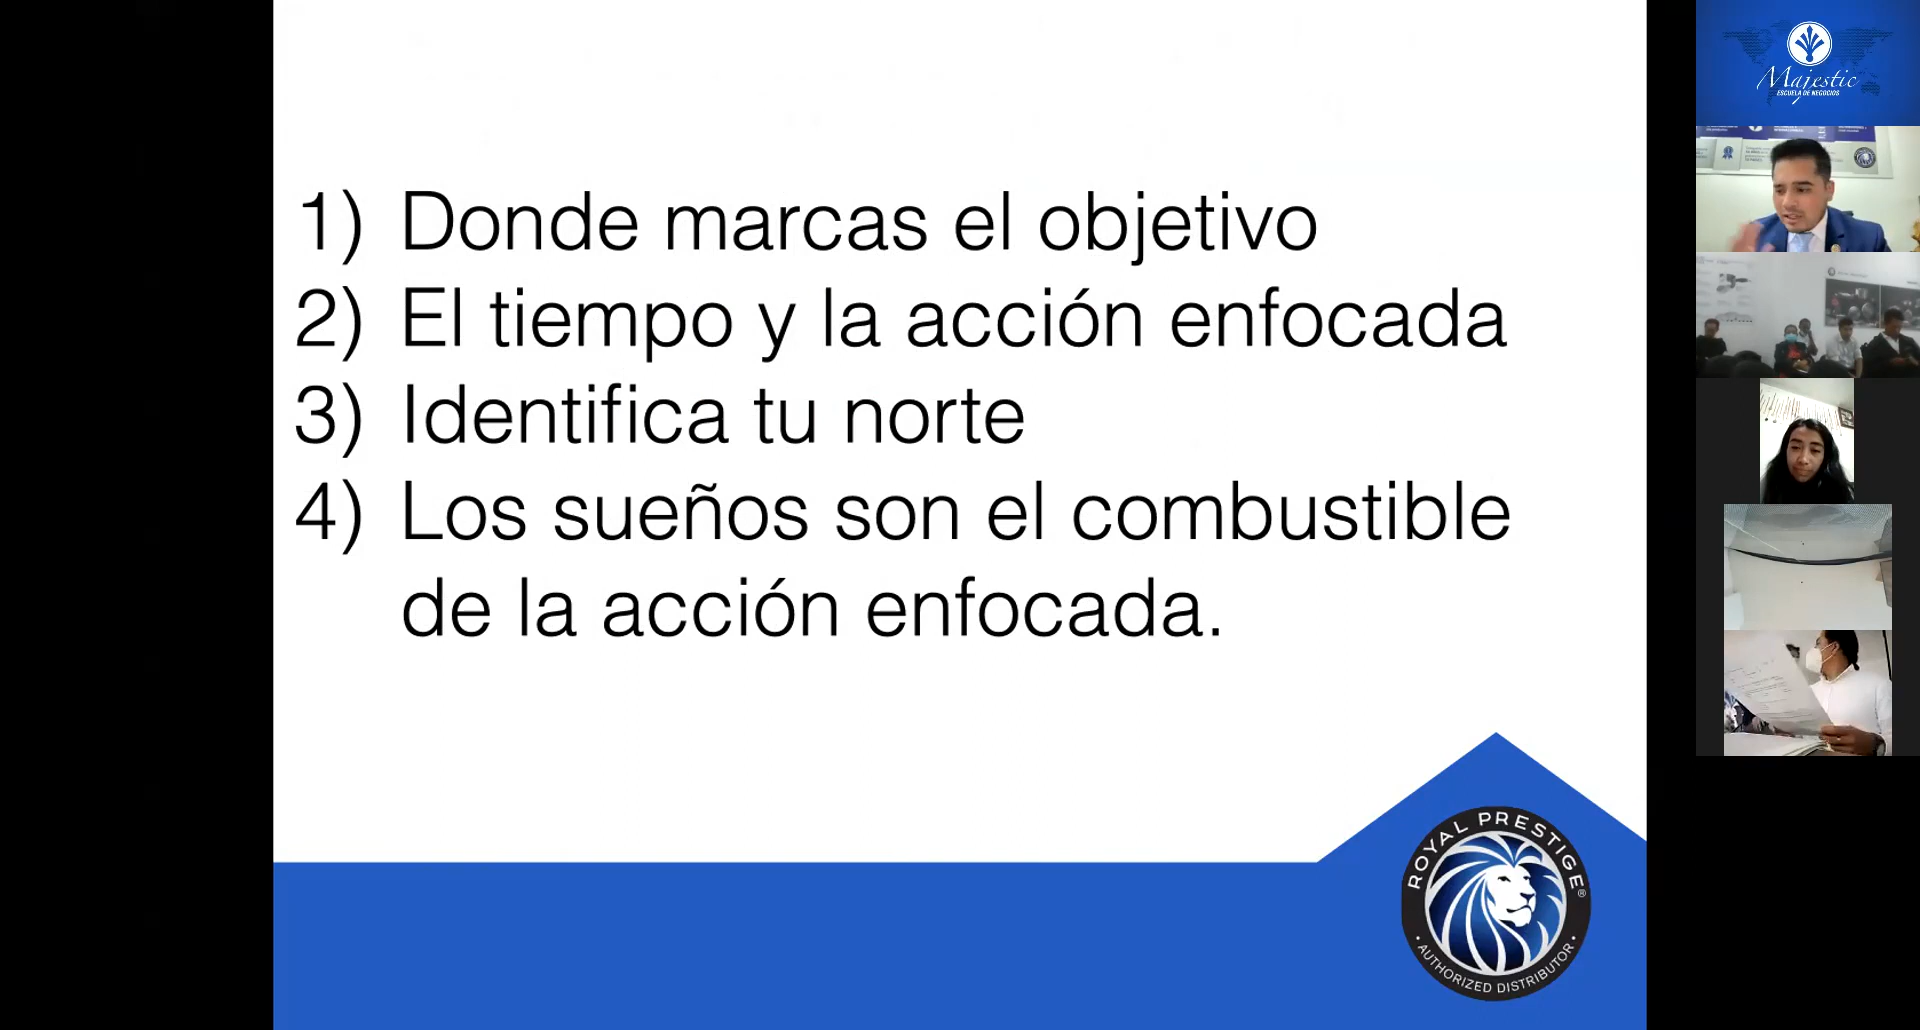 1) Donde marcas el objetivo
2) El tiempo y la acción enfocada
3) Identifica tu norte
4) Los sueños son el combustible
de la acción enfocada.
ROYAL PRESTIGE®
• AUTHORIZED DISTRIBUTOR •
Majestic
ESCUELA DE NEGOCIOS